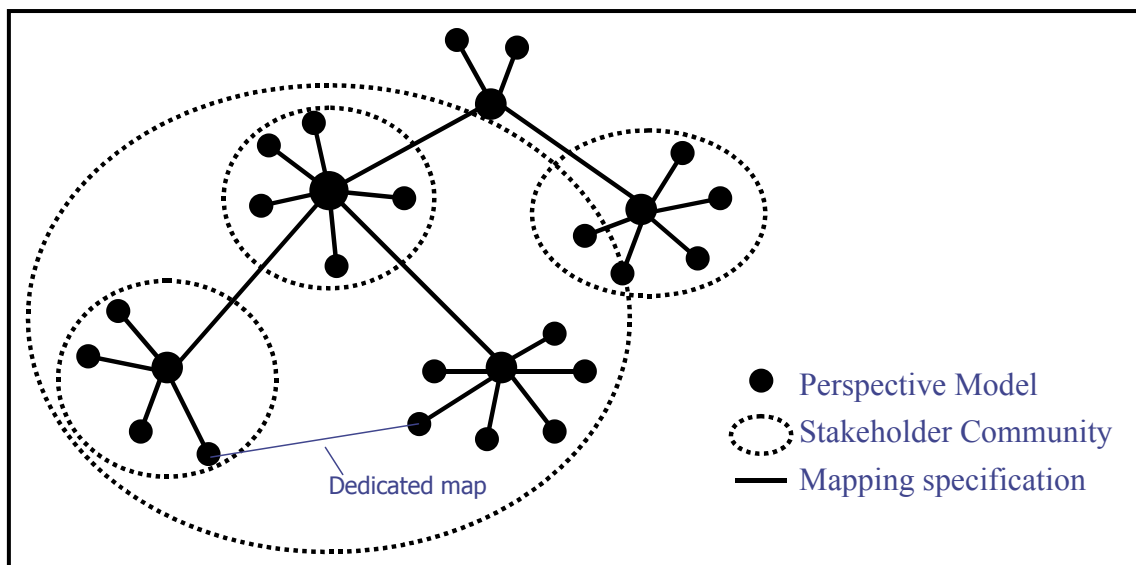 Perspective Model
Stakeholder Community
Mapping specification
Dedicated map